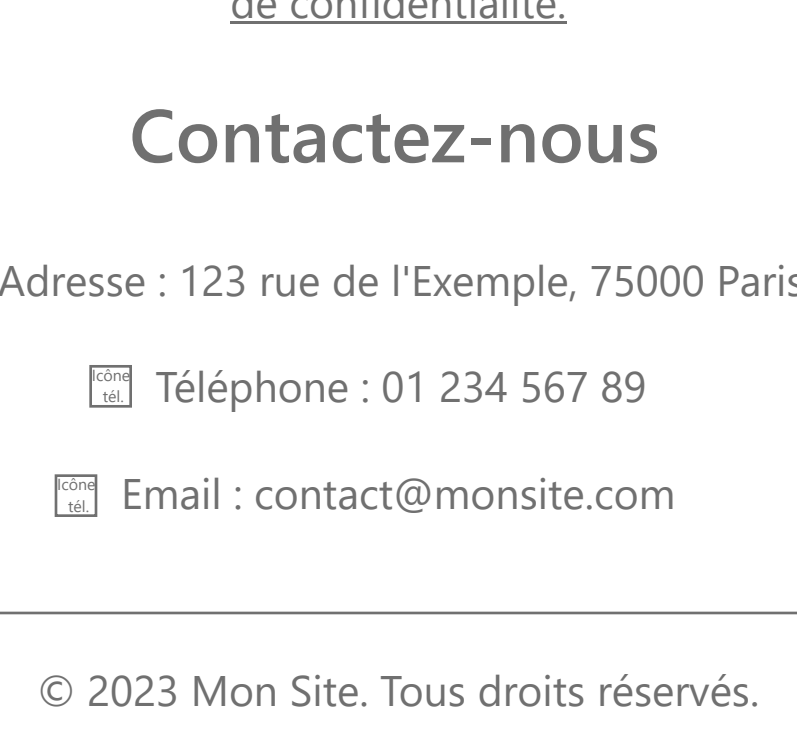 de confidentialité.
Contactez-nous
Adresse : 123 rue de l'Exemple, 75000 Paris
Icône
tél.
Téléphone : 01 234 567 89
Icône
tél.
Email : contact@monsite.com
© 2023 Mon Site. Tous droits réservés.